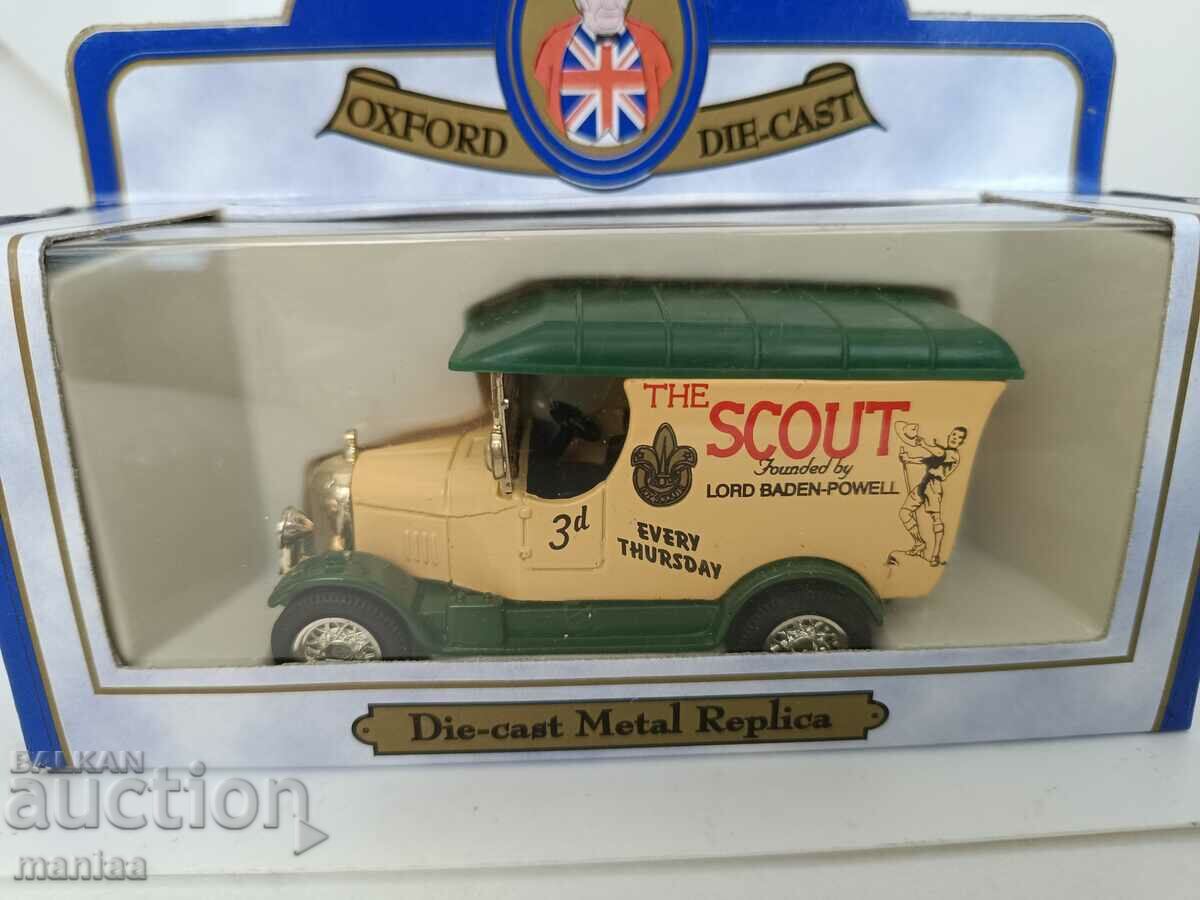 OXFORD DIE-CAST
THE SCOUT
Founded by
LORD BADEN-POWELL
3d
EVERY
THURSDAY
Die-cast Metal Replica
BALKAN
auction
maniaa